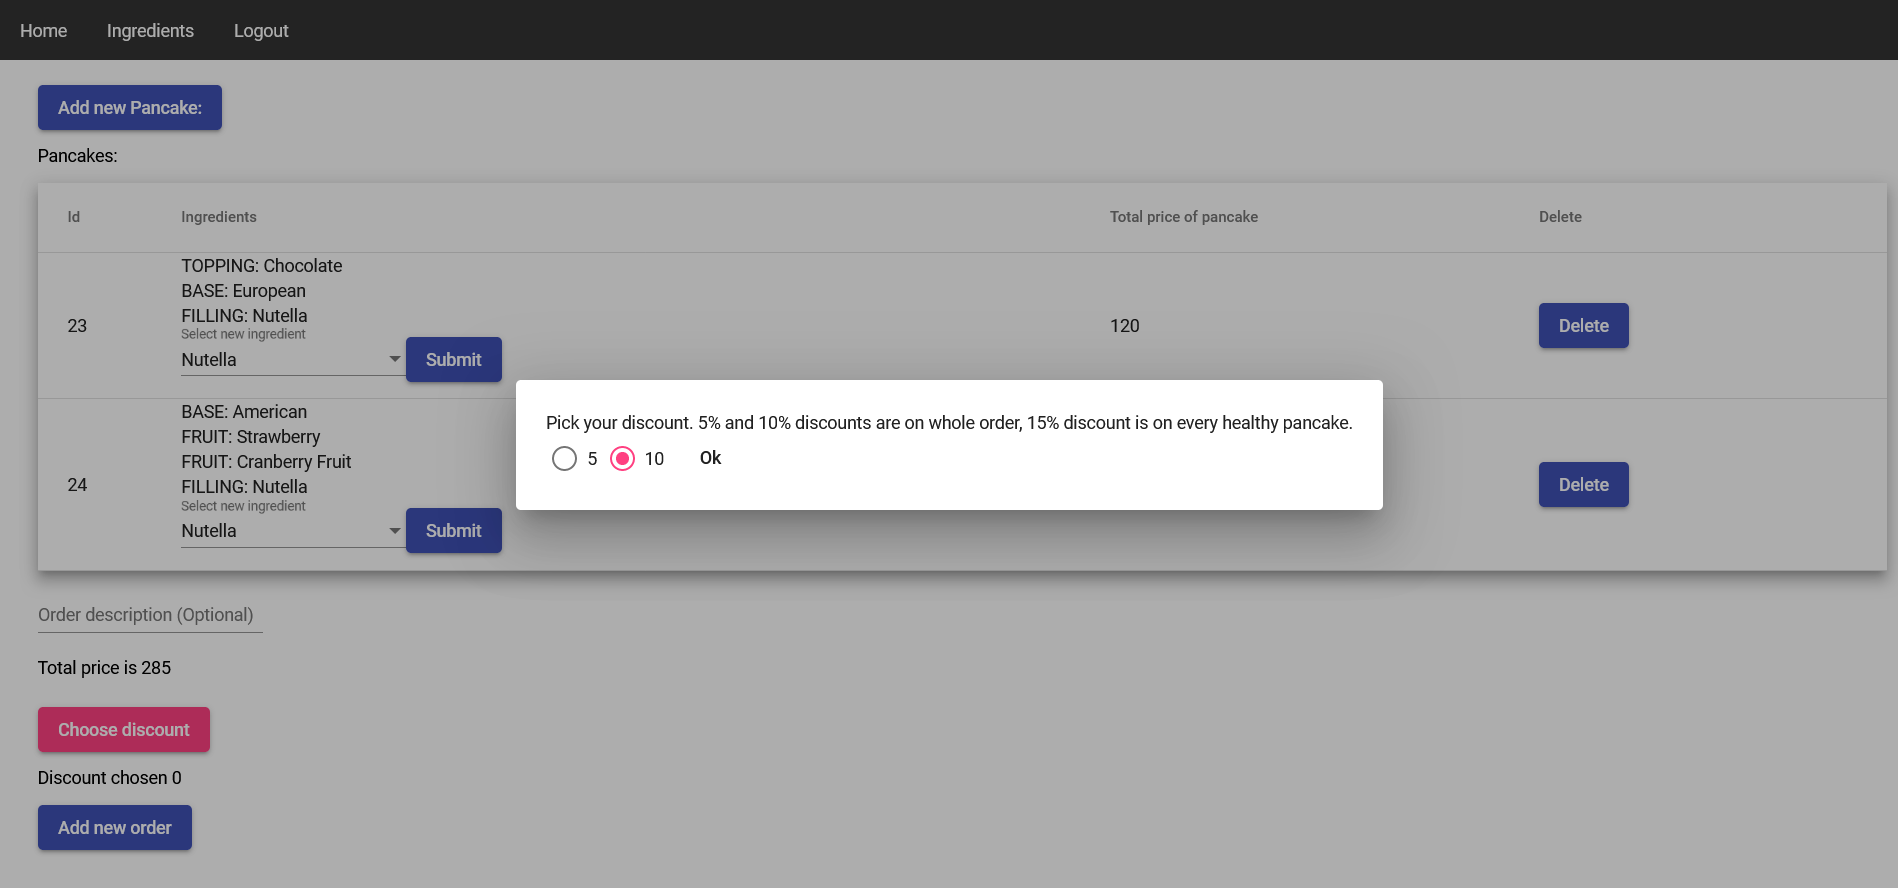 Home Ingredients Logout
Add new Pancake:
Pancakes:
Id Ingredients Total price of pancake Delete
TOPPING: Chocolate
BASE: European
FILLING: Nutella
Select new ingredient
23 120 Delete
Nutella Submit
BASE: American
FRUIT: Strawberry
FRUIT: Cranberry Fruit
FILLING: Nutella
Select new ingredient
24 Delete
Nutella Submit
Pick your discount. 5% and 10% discounts are on whole order, 15% discount is on every healthy pancake.
5 10 Ok
Order description (Optional)
Total price is 285
Choose discount
Discount chosen 0
Add new order